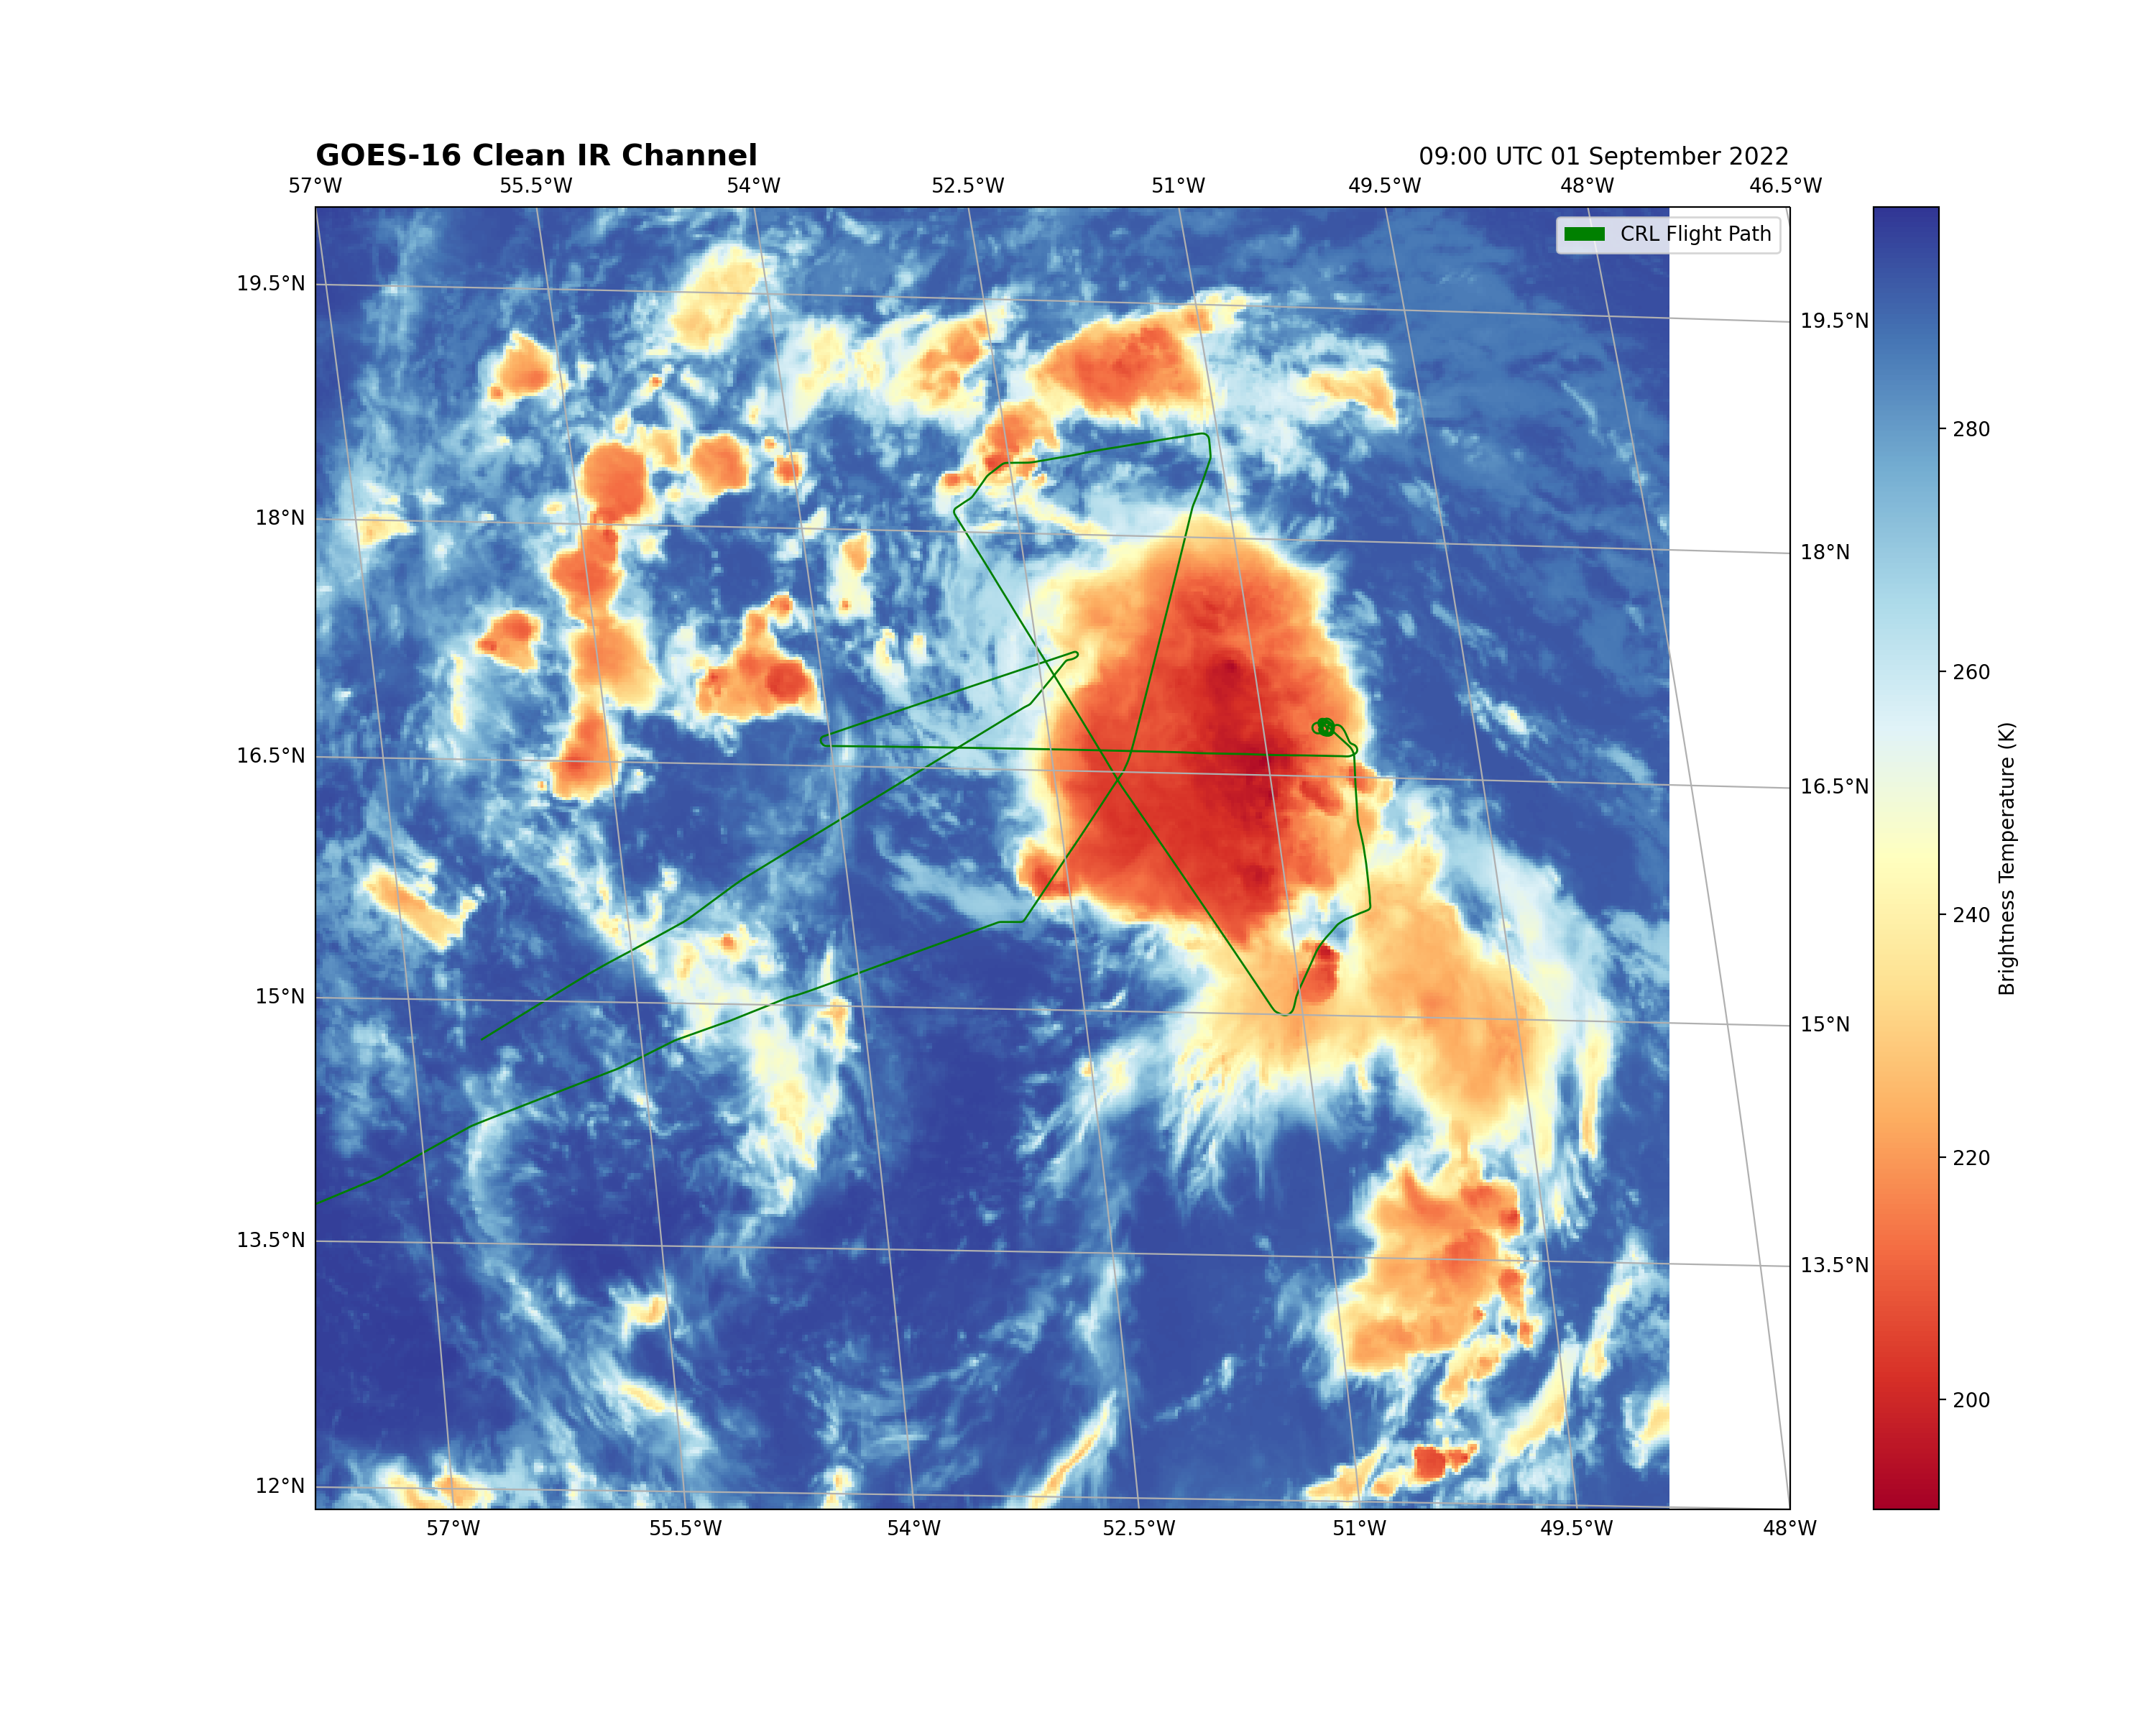 GOES-16 Clean IR Channel
09:00 UTC 01 September 2022
57°W 55.5°W 54°W 52.5°W 51°W 49.5°W 48°W 46.5°W
CRL Flight Path
19.5°N
19.5°N
280
18°N
18°N
260
16.5°N
16.5°N
240
Brightness Temperature (K)
15°N
15°N
220
13.5°N
13.5°N
200
12°N
57°W 55.5°W 54°W 52.5°W 51°W 49.5°W 48°W